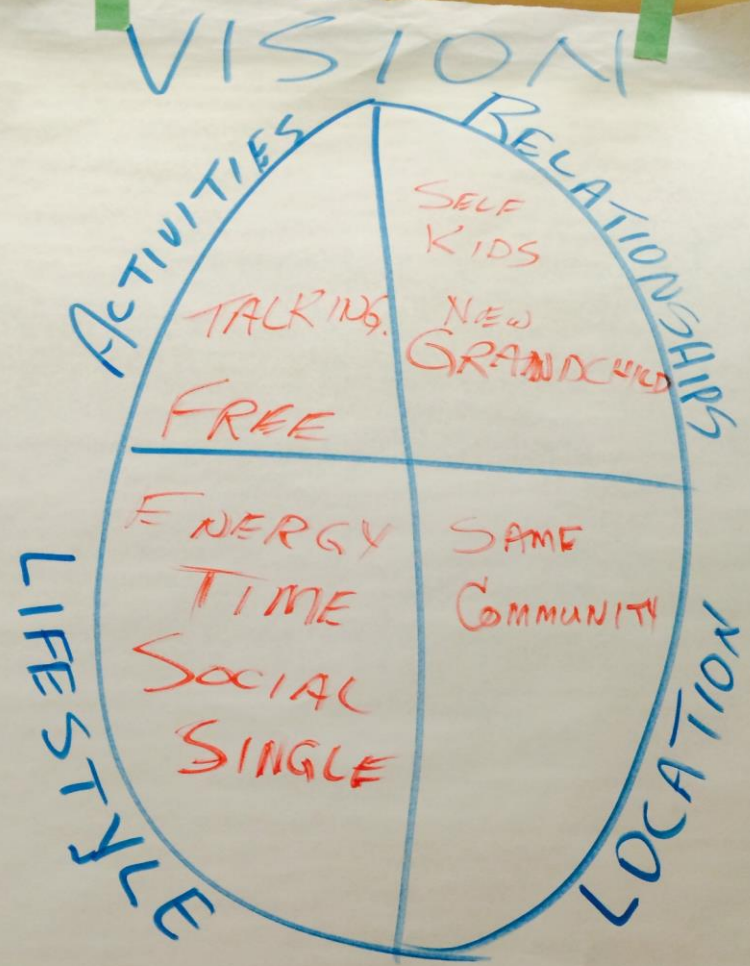 VISION
ACTIVITIES
TALKING.
FREE
RELATIONSHIPS
SELF
KIDS
NEW
GRANDCHILD
LIFESTYLE
ENERGY
TIME
SOCIAL
SINGLE
LOCATION
SAME
COMMUNITY